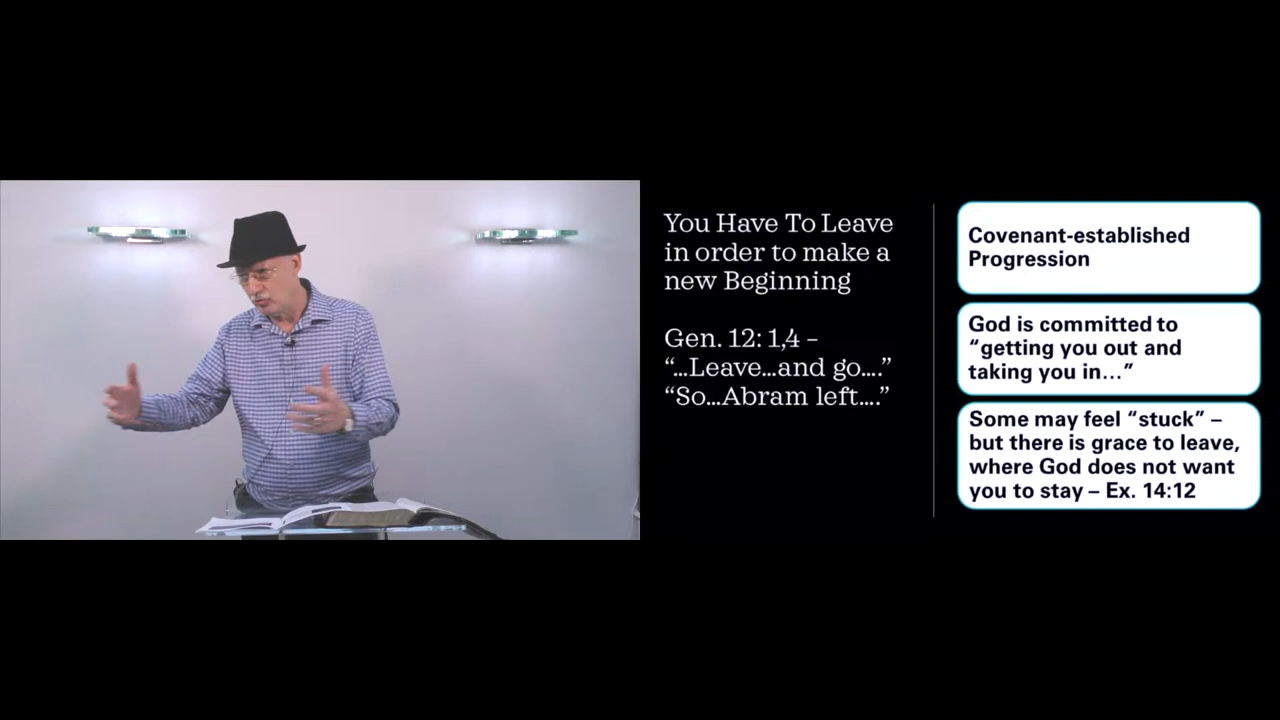 You Have To Leave
in order to make a
new Beginning
Gen. 12: 1,4 –
“…Leave…and go….”
“So…Abram left….”
Covenant-established
Progression
God is committed to
“getting you out and
taking you in…”
Some may feel “stuck” –
but there is grace to leave,
where God does not want
you to stay – Ex. 14:12